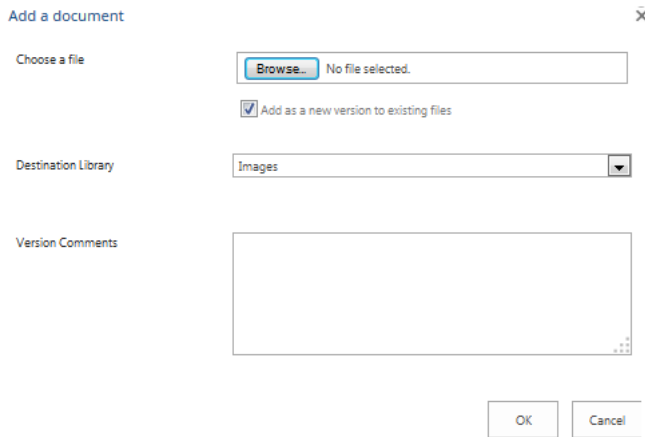 Add a document
Choose a file
Browse... No file selected.
Add as a new version to existing files
Destination Library
Images
Version Comments
OK
Cancel